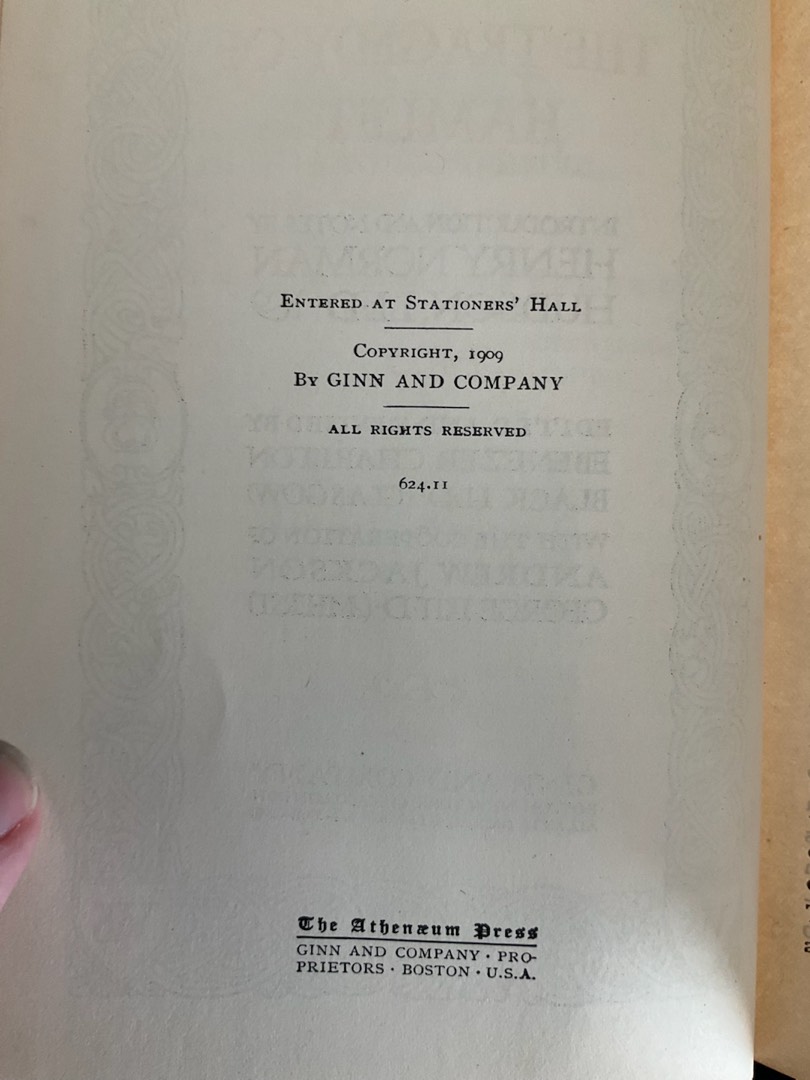 ENTERED AT STATIONERS' HALL
COPYRIGHT, 1909
BY GINN AND COMPANY
ALL RIGHTS RESERVED
624.11
The Athenæum Press
GINN AND COMPANY · PRO-
PRIETORS · BOSTON · U.S.A.